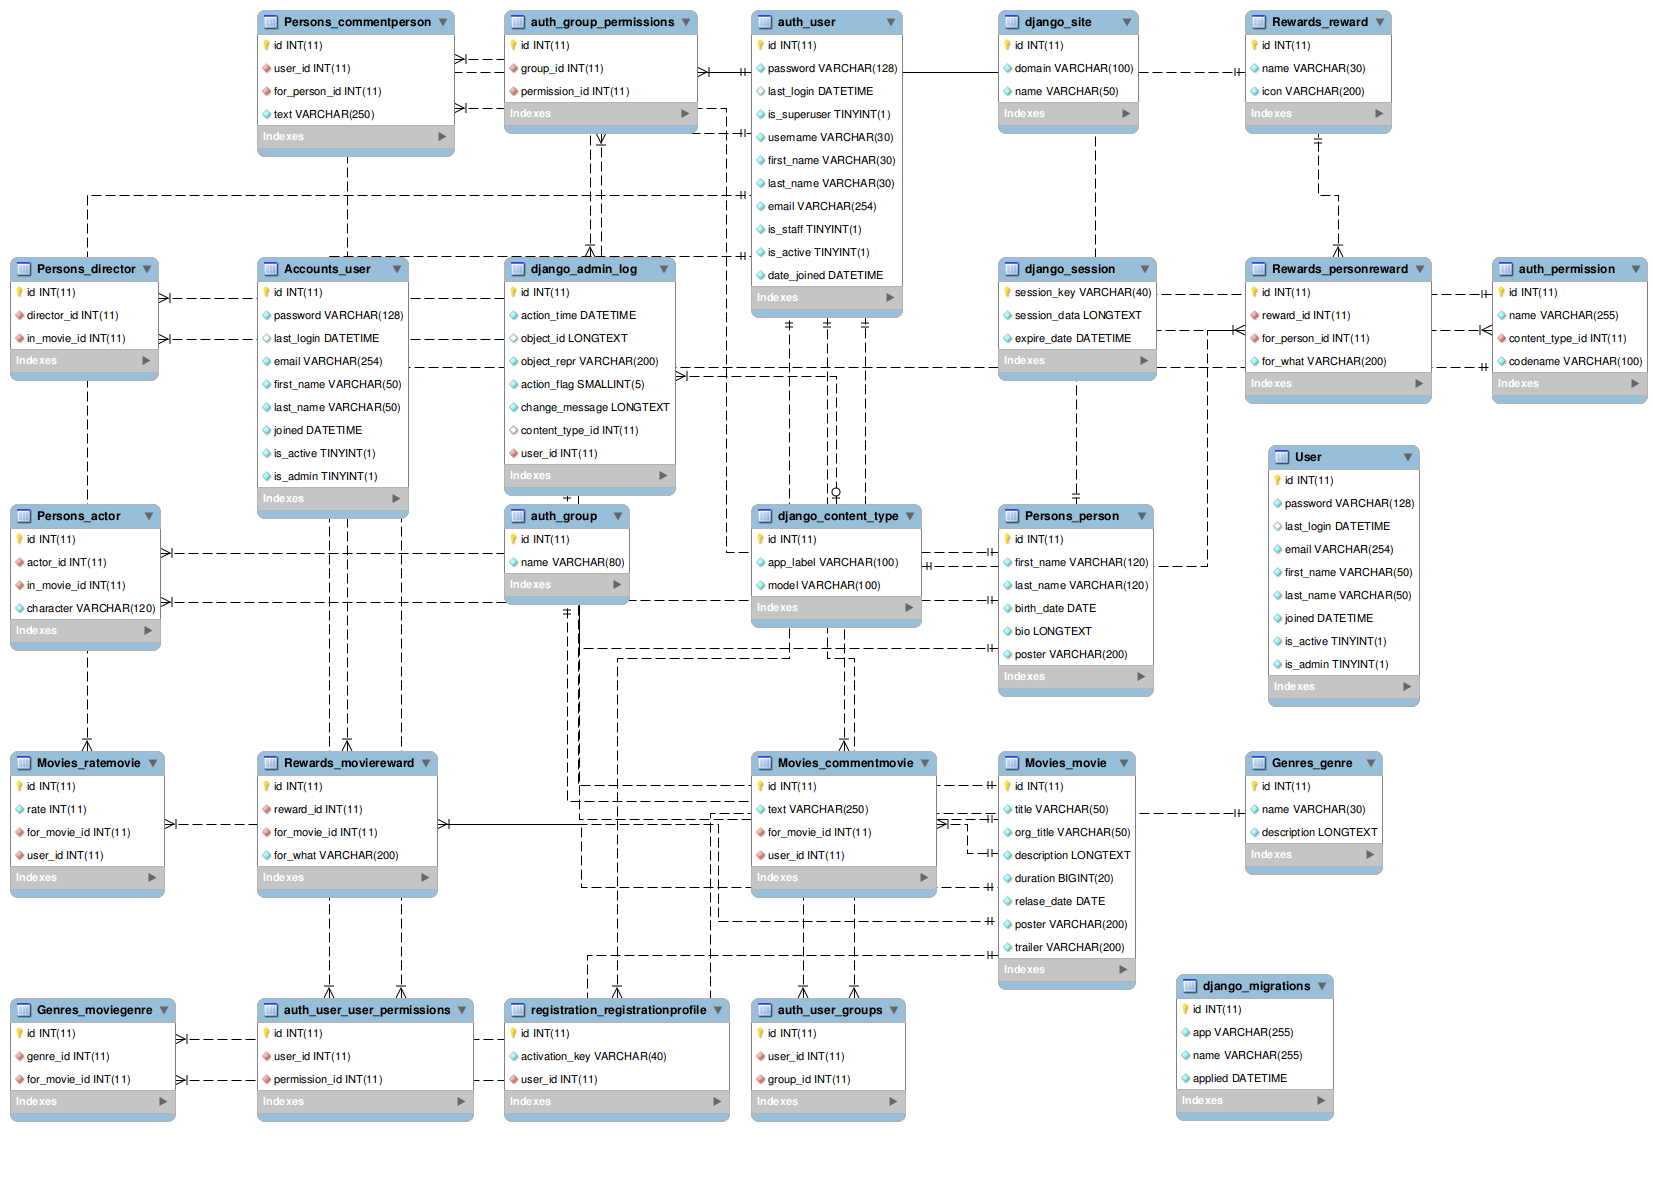 Persons_commentperson
id INT(11)
user_id INT(11)
for_person_id INT(11)
text VARCHAR(250)
Indexes
auth_group_permissions
id INT(11)
group_id INT(11)
permission_id INT(11)
Indexes
auth_user
id INT(11)
password VARCHAR(128)
last_login DATETIME
is_superuser TINYINT(1)
username VARCHAR(30)
first_name VARCHAR(30)
last_name VARCHAR(30)
email VARCHAR(254)
is_staff TINYINT(1)
is_active TINYINT(1)
date_joined DATETIME
Indexes
django_site
id INT(11)
domain VARCHAR(100)
name VARCHAR(50)
Indexes
Rewards_reward
id INT(11)
name VARCHAR(30)
icon VARCHAR(200)
Indexes
Persons_director
id INT(11)
director_id INT(11)
in_movie_id INT(11)
Indexes
Accounts_user
id INT(11)
password VARCHAR(128)
last_login DATETIME
email VARCHAR(254)
first_name VARCHAR(50)
last_name VARCHAR(50)
joined DATETIME
is_active TINYINT(1)
is_admin TINYINT(1)
Indexes
django_admin_log
id INT(11)
action_time DATETIME
object_id LONGTEXT
object_repr VARCHAR(200)
action_flag SMALLINT(5)
change_message LONGTEXT
content_type_id INT(11)
user_id INT(11)
Indexes
django_session
session_key VARCHAR(40)
session_data LONGTEXT
expire_date DATETIME
Indexes
Rewards_personreward
id INT(11)
reward_id INT(11)
for_person_id INT(11)
for_what VARCHAR(200)
Indexes
auth_permission
id INT(11)
name VARCHAR(255)
content_type_id INT(11)
codename VARCHAR(100)
Indexes
User
id INT(11)
password VARCHAR(128)
last_login DATETIME
email VARCHAR(254)
first_name VARCHAR(50)
last_name VARCHAR(50)
joined DATETIME
is_active TINYINT(1)
is_admin TINYINT(1)
Indexes
Persons_actor
id INT(11)
actor_id INT(11)
in_movie_id INT(11)
character VARCHAR(120)
Indexes
auth_group
id INT(11)
name VARCHAR(80)
Indexes
django_content_type
id INT(11)
app_label VARCHAR(100)
model VARCHAR(100)
Indexes
Persons_person
id INT(11)
first_name VARCHAR(120)
last_name VARCHAR(120)
birth_date DATE
bio LONGTEXT
poster VARCHAR(200)
Indexes
Movies_ratemovie
id INT(11)
rate INT(11)
for_movie_id INT(11)
user_id INT(11)
Indexes
Rewards_moviereward
id INT(11)
reward_id INT(11)
for_movie_id INT(11)
for_what VARCHAR(200)
Indexes
Movies_commentmovie
id INT(11)
text VARCHAR(250)
for_movie_id INT(11)
user_id INT(11)
Indexes
Movies_movie
id INT(11)
title VARCHAR(50)
org_title VARCHAR(50)
description LONGTEXT
duration BIGINT(20)
relase_date DATE
poster VARCHAR(200)
trailer VARCHAR(200)
Indexes
Genres_genre
id INT(11)
name VARCHAR(30)
description LONGTEXT
Indexes
Genres_moviegenre
id INT(11)
genre_id INT(11)
for_movie_id INT(11)
Indexes
auth_user_user_permissions
id INT(11)
user_id INT(11)
permission_id INT(11)
Indexes
registration_registrationprofile
id INT(11)
activation_key VARCHAR(40)
user_id INT(11)
Indexes
auth_user_groups
id INT(11)
user_id INT(11)
group_id INT(11)
Indexes
django_migrations
id INT(11)
app VARCHAR(255)
name VARCHAR(255)
applied DATETIME
Indexes